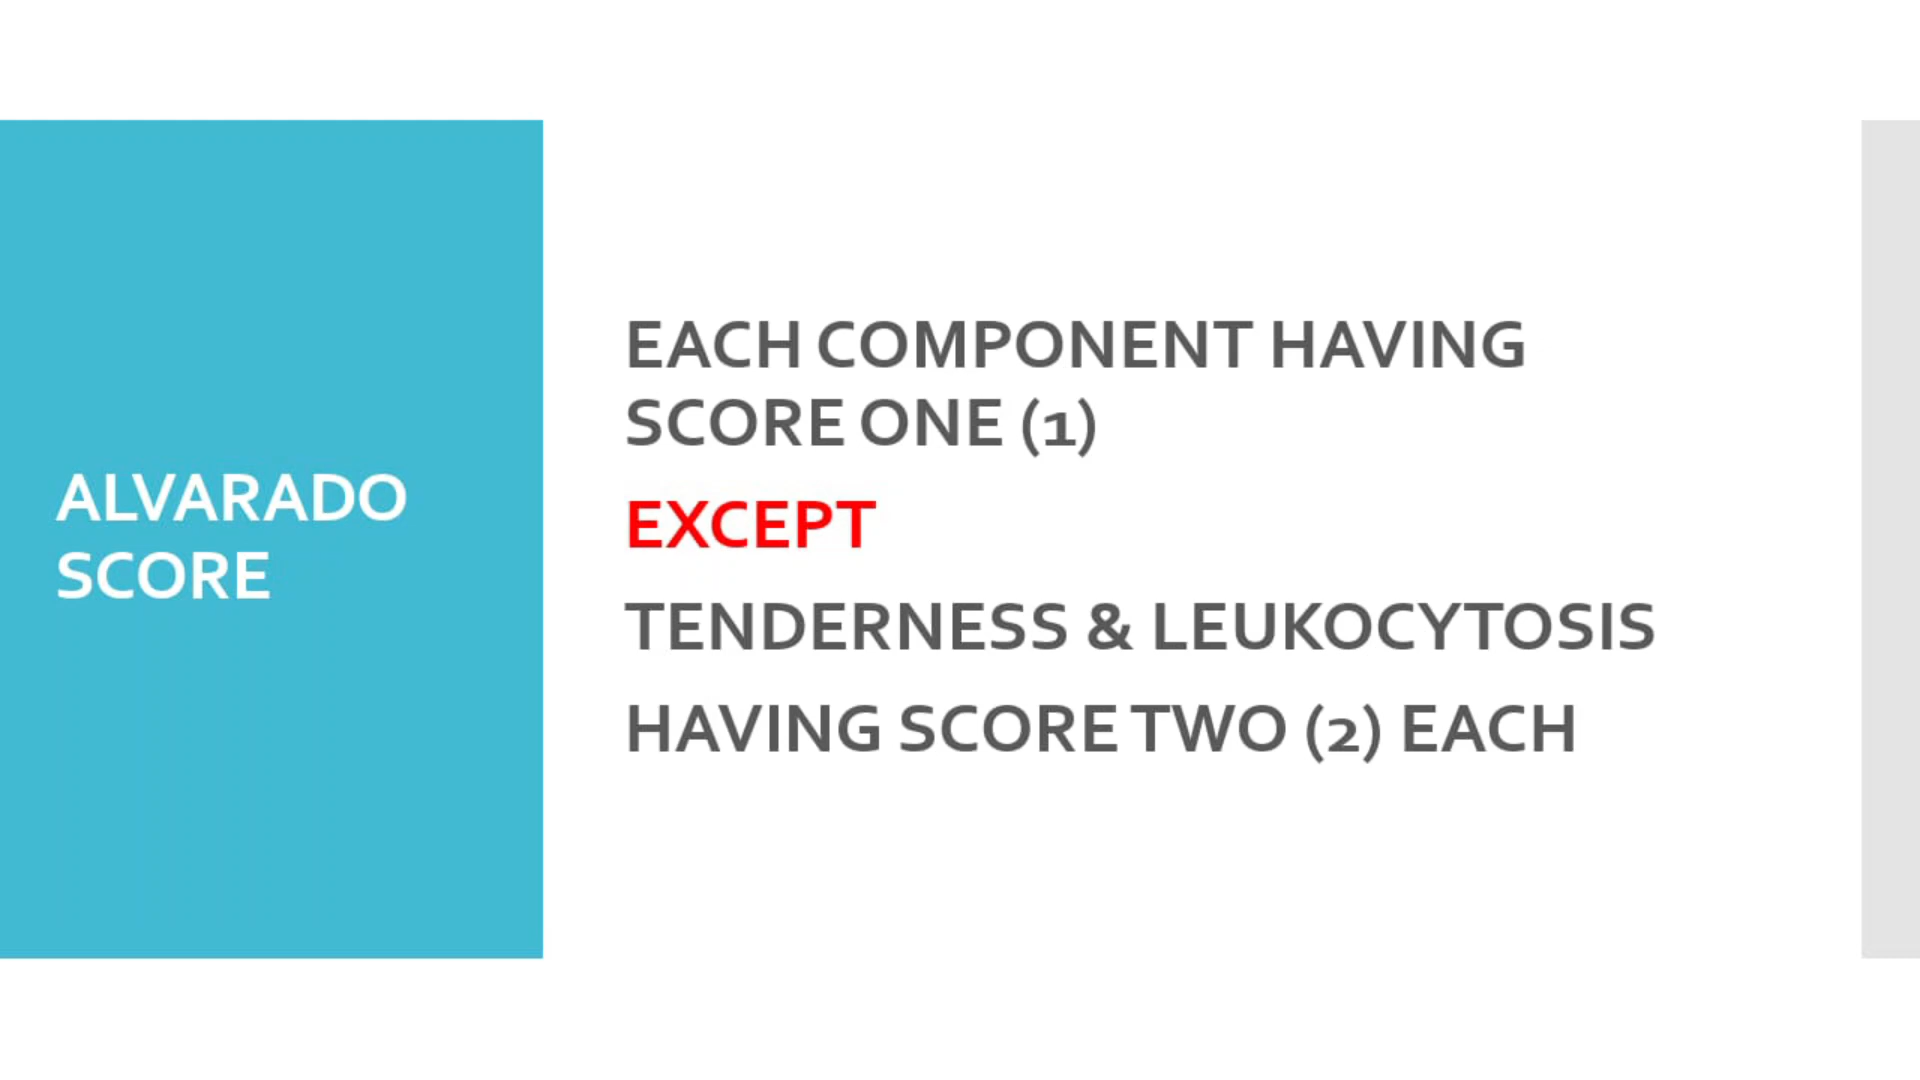 ALVARADO
SCORE
EACH COMPONENT HAVING
SCORE ONE (1)
EXCEPT
TENDERNESS & LEUKOCYTOSIS
HAVING SCORE TWO (2) EACH